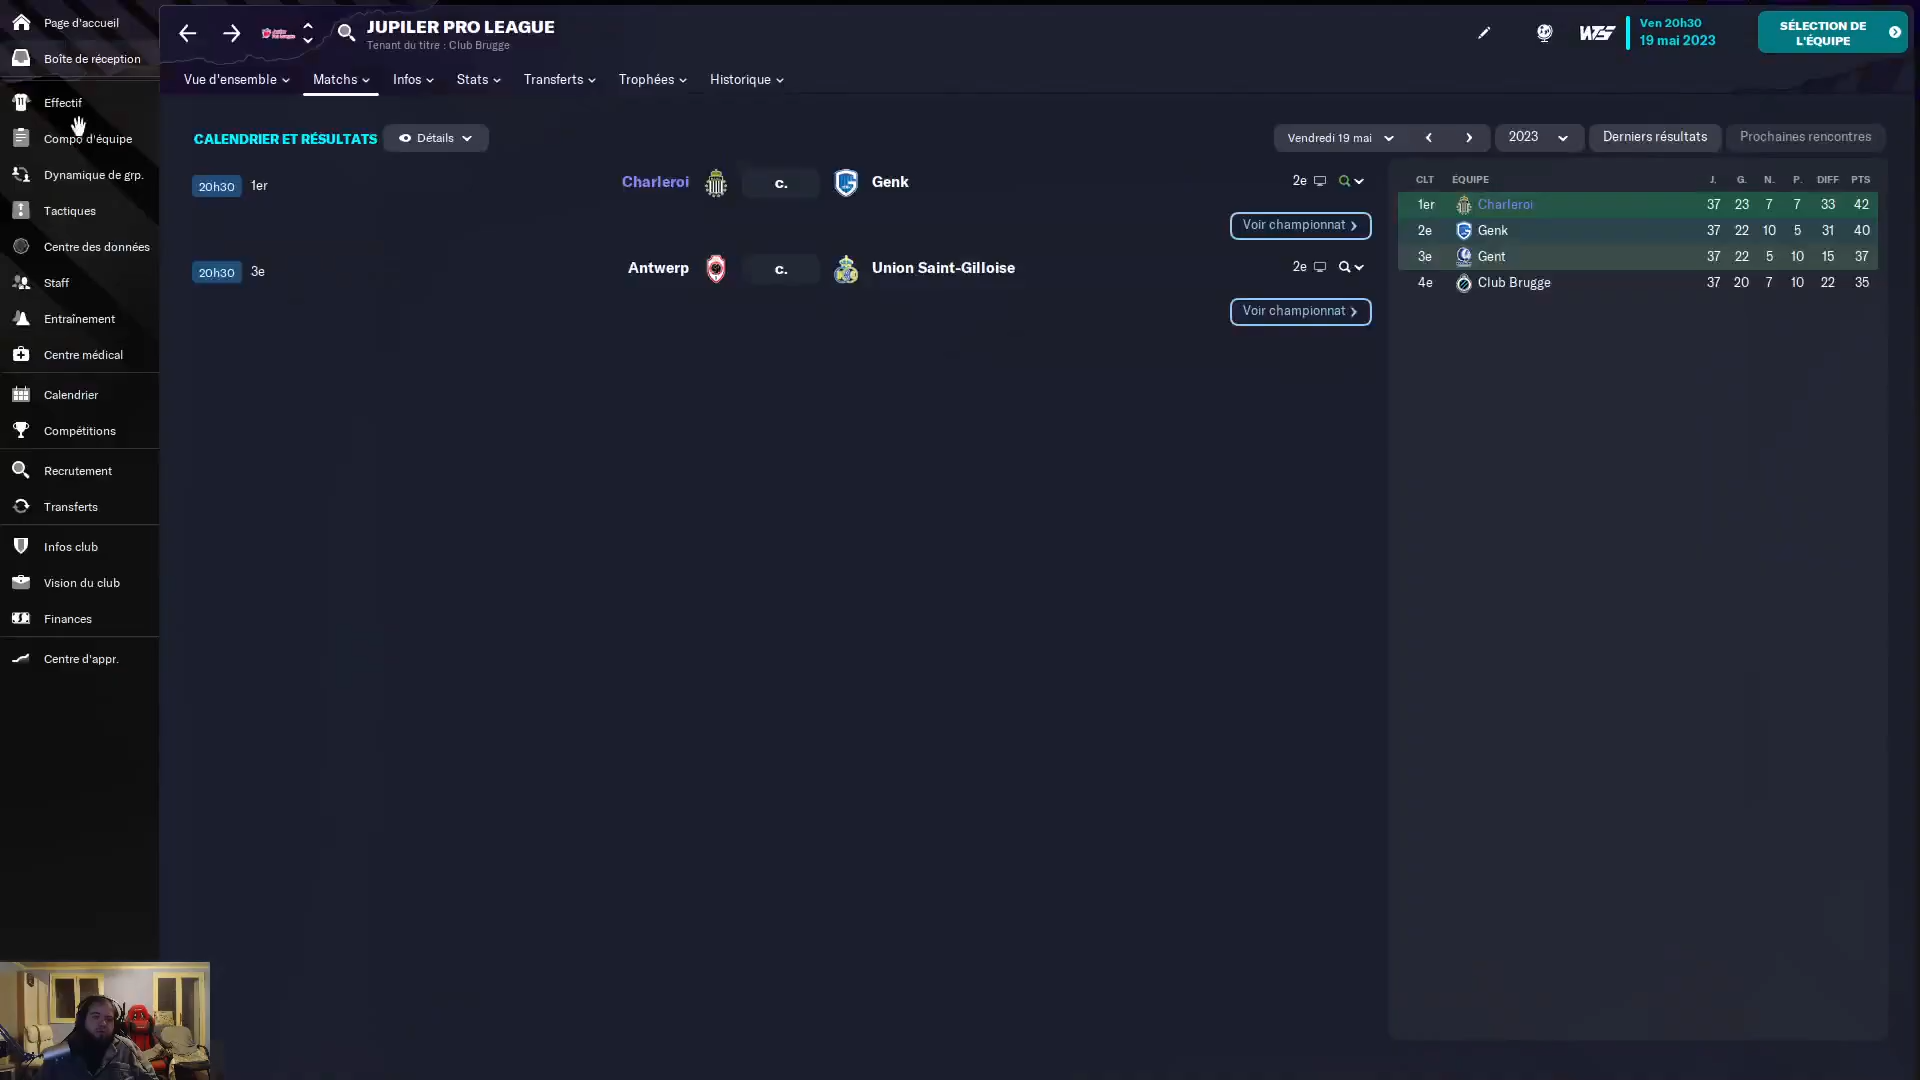 Page d'accueil
Boîte de réception
Effectif
Compo d'équipe
Dynamique de grp.
Tactiques
Centre des données
Staff
Entraînement
Centre médical
Calendrier
Compétitions
Recrutement
Transferts
Infos club
Vision du club
Finances
Centre d'appr.
JUPILER PRO LEAGUE
Tenant du titre : Club Brugge
Ven 20h30
19 mai 2023
SÉLECTION DE
L'ÉQUIPE
Vue d'ensemble Matchs Infos Stats Transferts Trophées Historique
CALENDRIER ET RÉSULTATS Détails Vendredi 19 mai 2023 Derniers résultats Prochaines rencontres
20h30 1er Charleroi c. Genk 2e
Voir championnat
20h30 3e Antwerp c. Union Saint-Gilloise 2e
Voir championnat
CLT ÉQUIPE J. G. N. P. DIFF PTS
1er Charleroi 37 23 7 7 33 42
2e Genk 37 22 10 5 31 40
3e Gent 37 22 5 10 15 37
4e Club Brugge 37 20 7 10 22 35